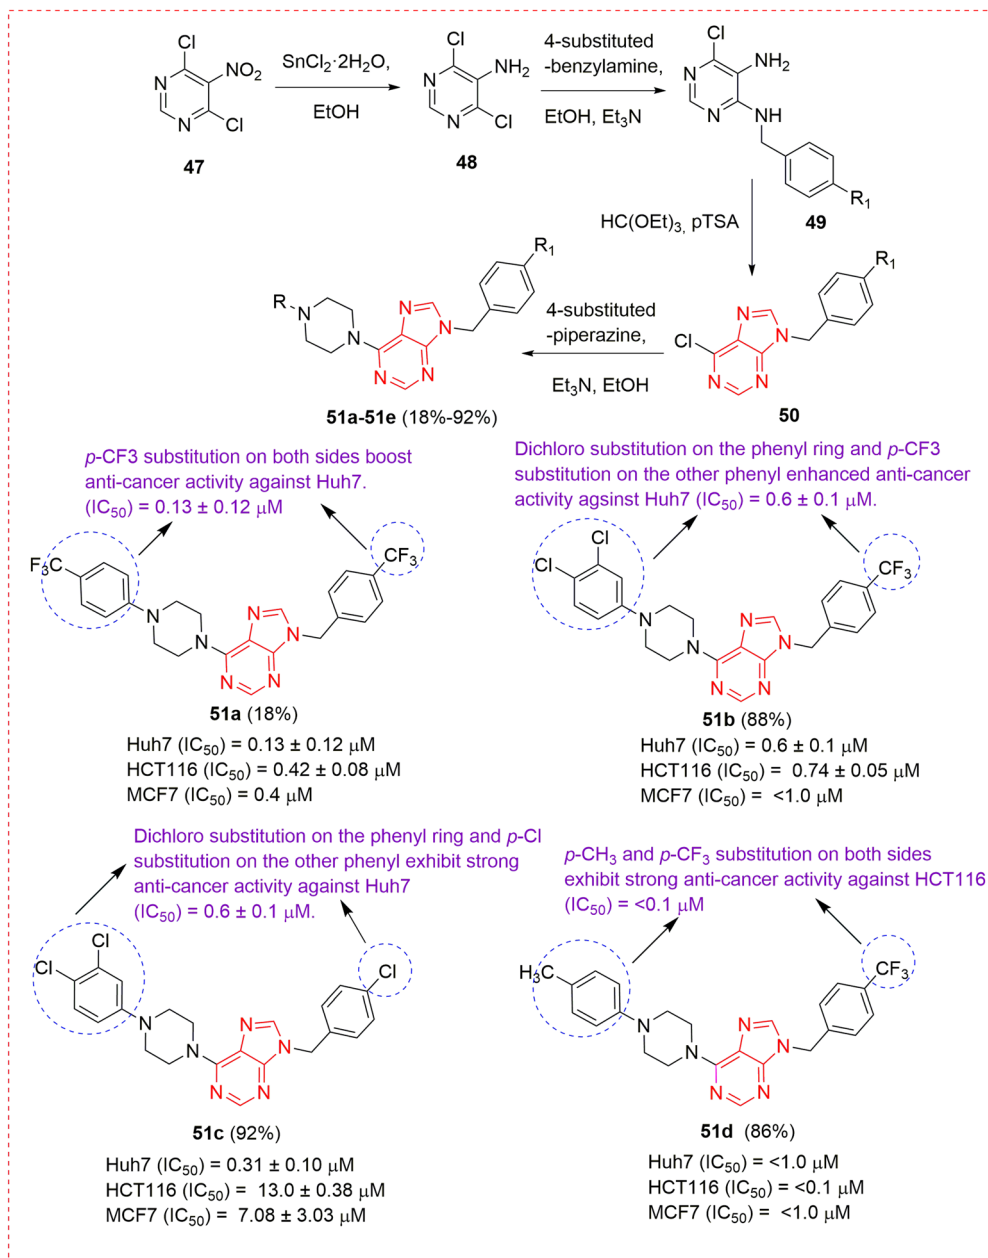 Cl
N
N
NO2
Cl
47
SnCl2·2H2O,
EtOH
Cl
N
N
NH2
Cl
48
4-substituted
-benzylamine,
EtOH, Et3N
Cl
N
N
NH2
NH
R1
49
HC(OEt)3, pTSA
R1
N
N
Cl
N
N
50
4-substituted
-piperazine,
Et3N, EtOH
R1
R
N
N
N
N
N
N
51a-51e (18%-92%)
p-CF3 substitution on both sides boost
anti-cancer activity against Huh7.
(IC50) = 0.13 ± 0.12 μM
F3C
CF3
N
N
N
N
N
N
51a (18%)
Huh7 (IC50) = 0.13 ± 0.12 μM
HCT116 (IC50) = 0.42 ± 0.08 μM
MCF7 (IC50) = 0.4 μM
Dichloro substitution on the phenyl ring and p-CF3
substitution on the other phenyl enhanced anti-cancer
activity agsinst Huh7 (IC50) = 0.6 ± 0.1 μM.
Cl
Cl
CF3
N
N
N
N
N
N
51b (88%)
Huh7 (IC50) = 0.6 ± 0.1 μM
HCT116 (IC50) = 0.74 ± 0.05 μM
MCF7 (IC50) = <1.0 μM
Dichloro substitution on the phenyl ring and p-Cl
substitution on the other phenyl exhibit strong
anti-cancer activity against Huh7
(IC50) = 0.6 ± 0.1 μM.
Cl
Cl
Cl
N
N
N
N
N
N
51c (92%)
Huh7 (IC50) = 0.31 ± 0.10 μM
HCT116 (IC50) = 13.0 ± 0.38 μM
MCF7 (IC50) = 7.08 ± 3.03 μM
p-CH3 and p-CF3 substitution on both sides
exhibit strong anti-cancer activity against HCT116
(IC50) = <0.1 μM
H3C
CF3
N
N
N
N
N
N
51d (86%)
Huh7 (IC50) = <1.0 μM
HCT116 (IC50) = <0.1 μM
MCF7 (IC50) = <1.0 μM